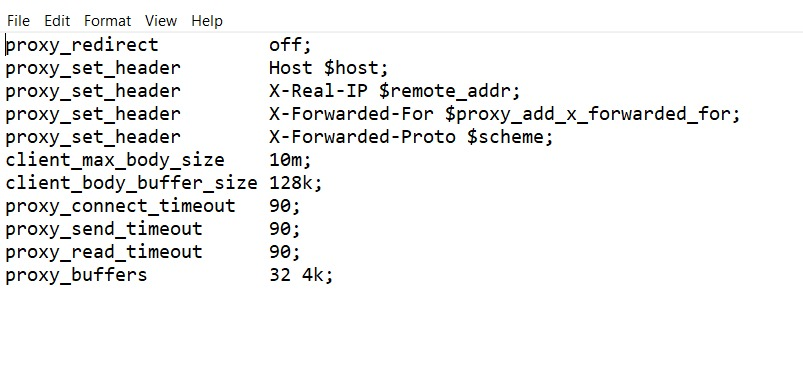 File Edit Format View Help
proxy_redirect off;
proxy_set_header Host $host;
proxy_set_header X-Real-IP $remote_addr;
proxy_set_header X-Forwarded-For $proxy_add_x_forwarded_for;
proxy_set_header X-Forwarded-Proto $scheme;
client_max_body_size 10m;
client_body_buffer_size 128k;
proxy_connect_timeout 90;
proxy_send_timeout 90;
proxy_read_timeout 90;
proxy_buffers 32 4k;